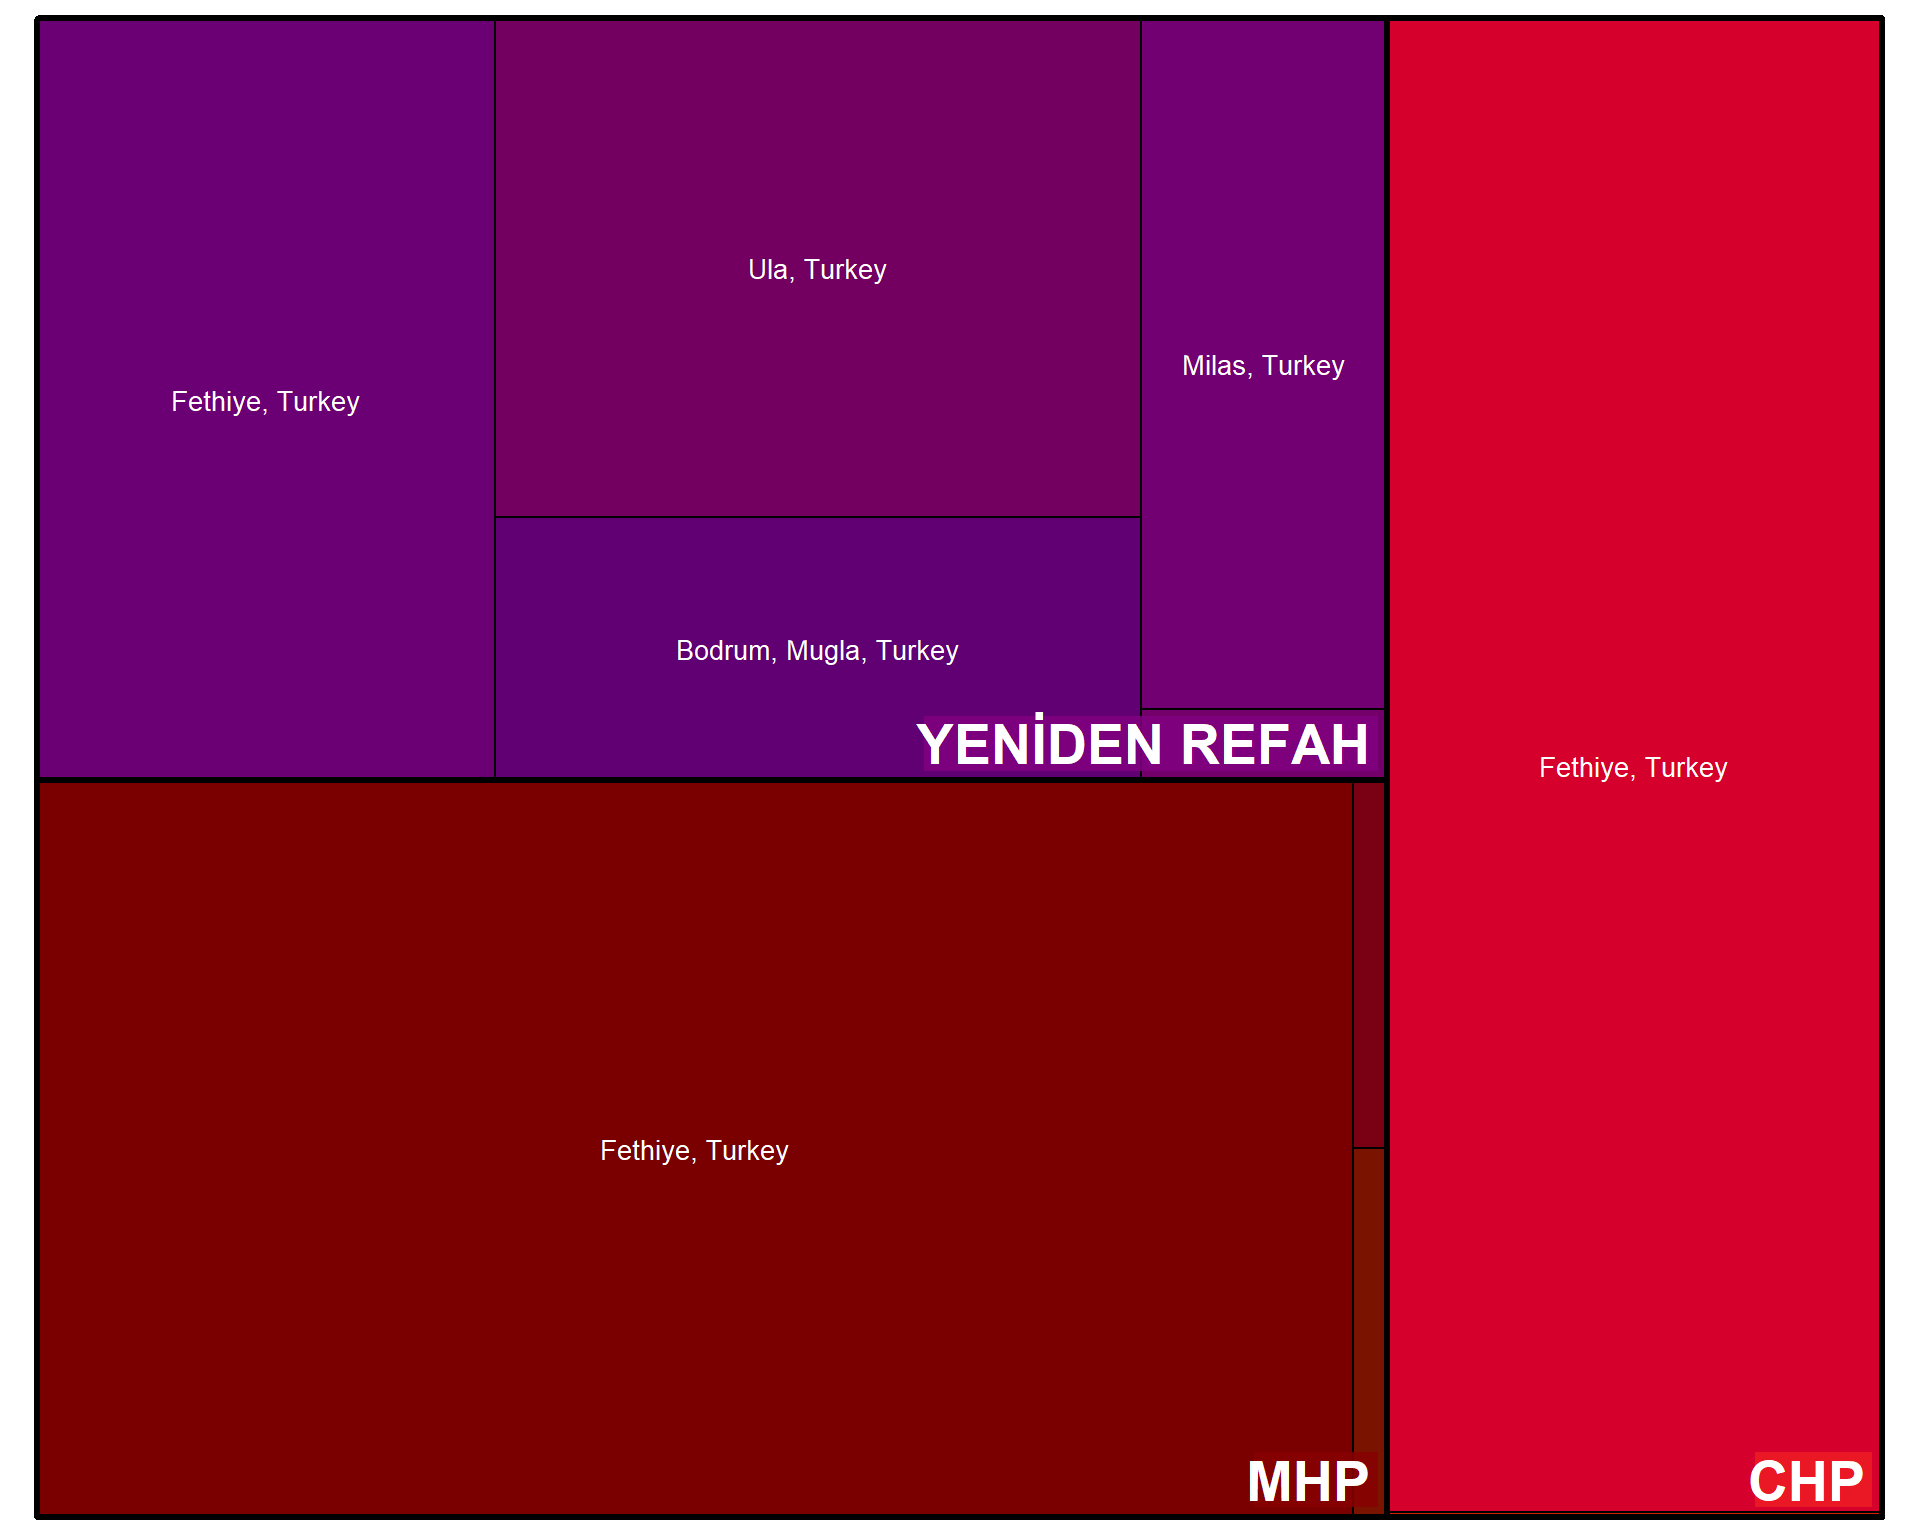 Fethiye, Turkey
Ula, Turkey
Milas, Turkey
Bodrum, Mugla, Turkey
YENİDEN REFAH
Fethiye, Turkey
MHP
Fethiye, Turkey
CHP